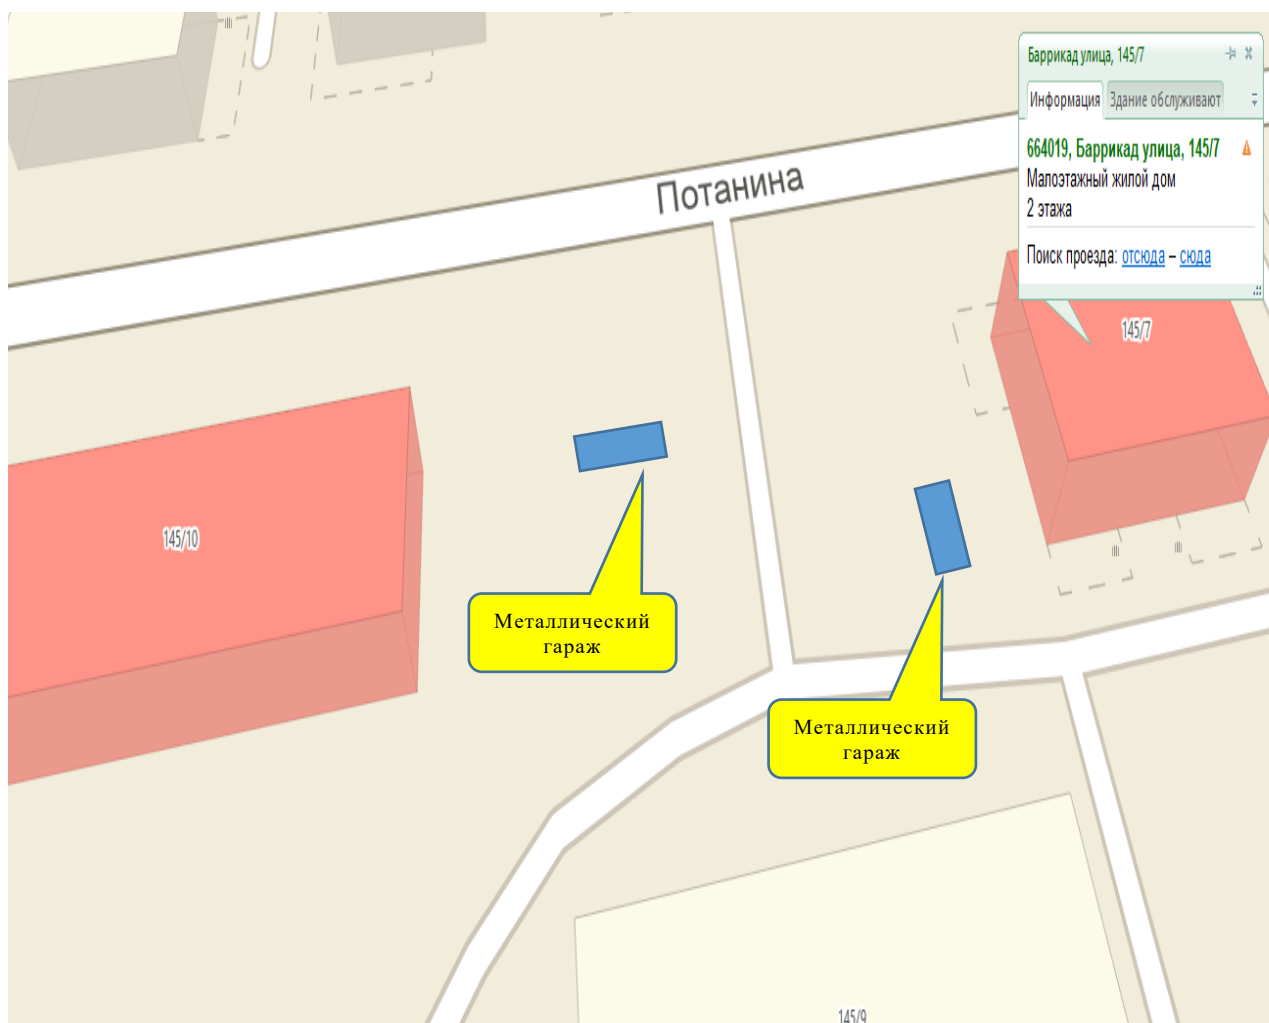 Баррикад улица, 145/7
Информация
Здание обслуживают
664019, Баррикад улица, 145/7
Малоэтажный жилой дом
2 этажа
Поиск проезда: отсюда – сюда
Потанина
145/7
145/10
Металлический
гараж
Металлический
гараж
145/9